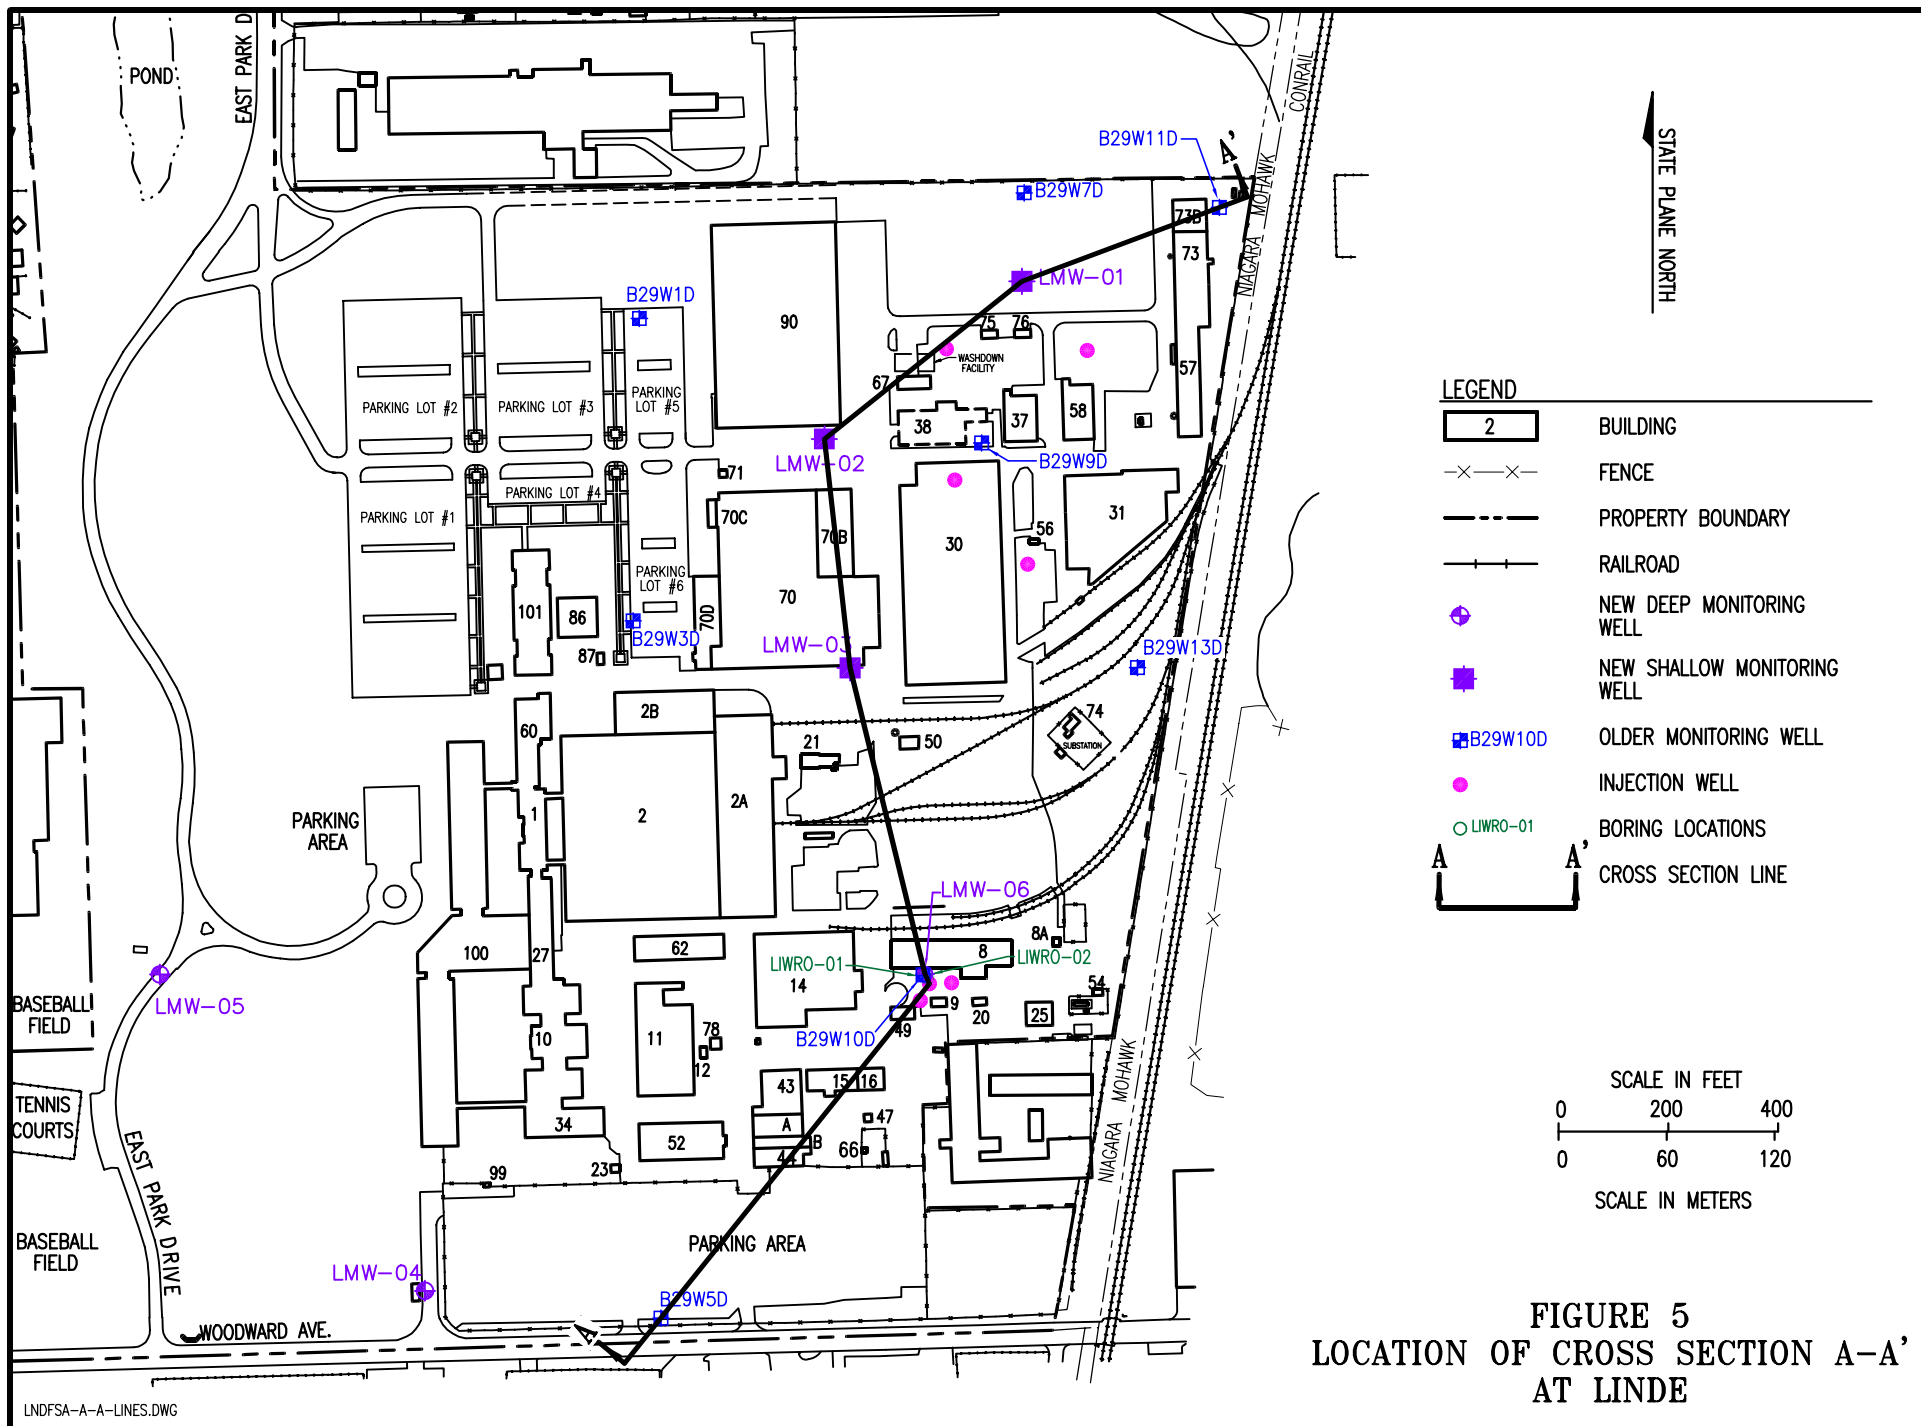 POND
EAST PARK D
CONRAIL
NIAGARA MOHAWK
STATE PLANE NORTH
B29W11D
A'
B29W7D
73B
73
LMW-01
B29W1D
90
75
76
WASHDOWN
FACILITY
67
57
PARKING LOT #2
PARKING LOT #3
PARKING
LOT #5
38
37
58
6
LMW-02
B29W9D
71
PARKING LOT #4
PARKING LOT #1
70C
70B
30
56
31
PARKING
LOT #6
101
86
70D
70
87
B29W3D
LMW-03
B29W13D
2B
60
21
50
74
SUBSTATION
1
2
2A
PARKING
AREA
LMW-06
8A
8
100
27
62
LIWRO-01
LIWRO-02
14
54
LMW-05
BASEBALL
FIELD
9
20
25
49
B29W10D
10
11
78
12
43
15
16
A
B
44
47
66
TENNIS
COURTS
34
52
23
99
EAST PARK DRIVE
NIAGARA MOHAWK
BASEBALL
FIELD
PARKING AREA
LMW-04
B29W5D
A
WOODWARD AVE.
LNDFSA-A-A-LINES.DWG
LEGEND
2
BUILDING
FENCE
PROPERTY BOUNDARY
RAILROAD
NEW DEEP MONITORING
WELL
NEW SHALLOW MONITORING
WELL
B29W10D
OLDER MONITORING WELL
INJECTION WELL
LIWRO-01
BORING LOCATIONS
A
A'
CROSS SECTION LINE
SCALE IN FEET
0 200 400
0 60 120
SCALE IN METERS
FIGURE 5
LOCATION OF CROSS SECTION A-A'
AT LINDE